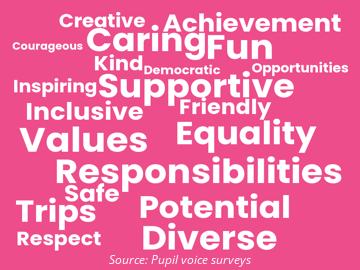 Creative Achievement
Courageous Caring Fun
Kind Democratic Opportunities
Inspiring Supportive
Inclusive Friendly
Values Equality
Responsibilities
Safe
Trips Potential
Respect Diverse
Source: Pupil voice surveys